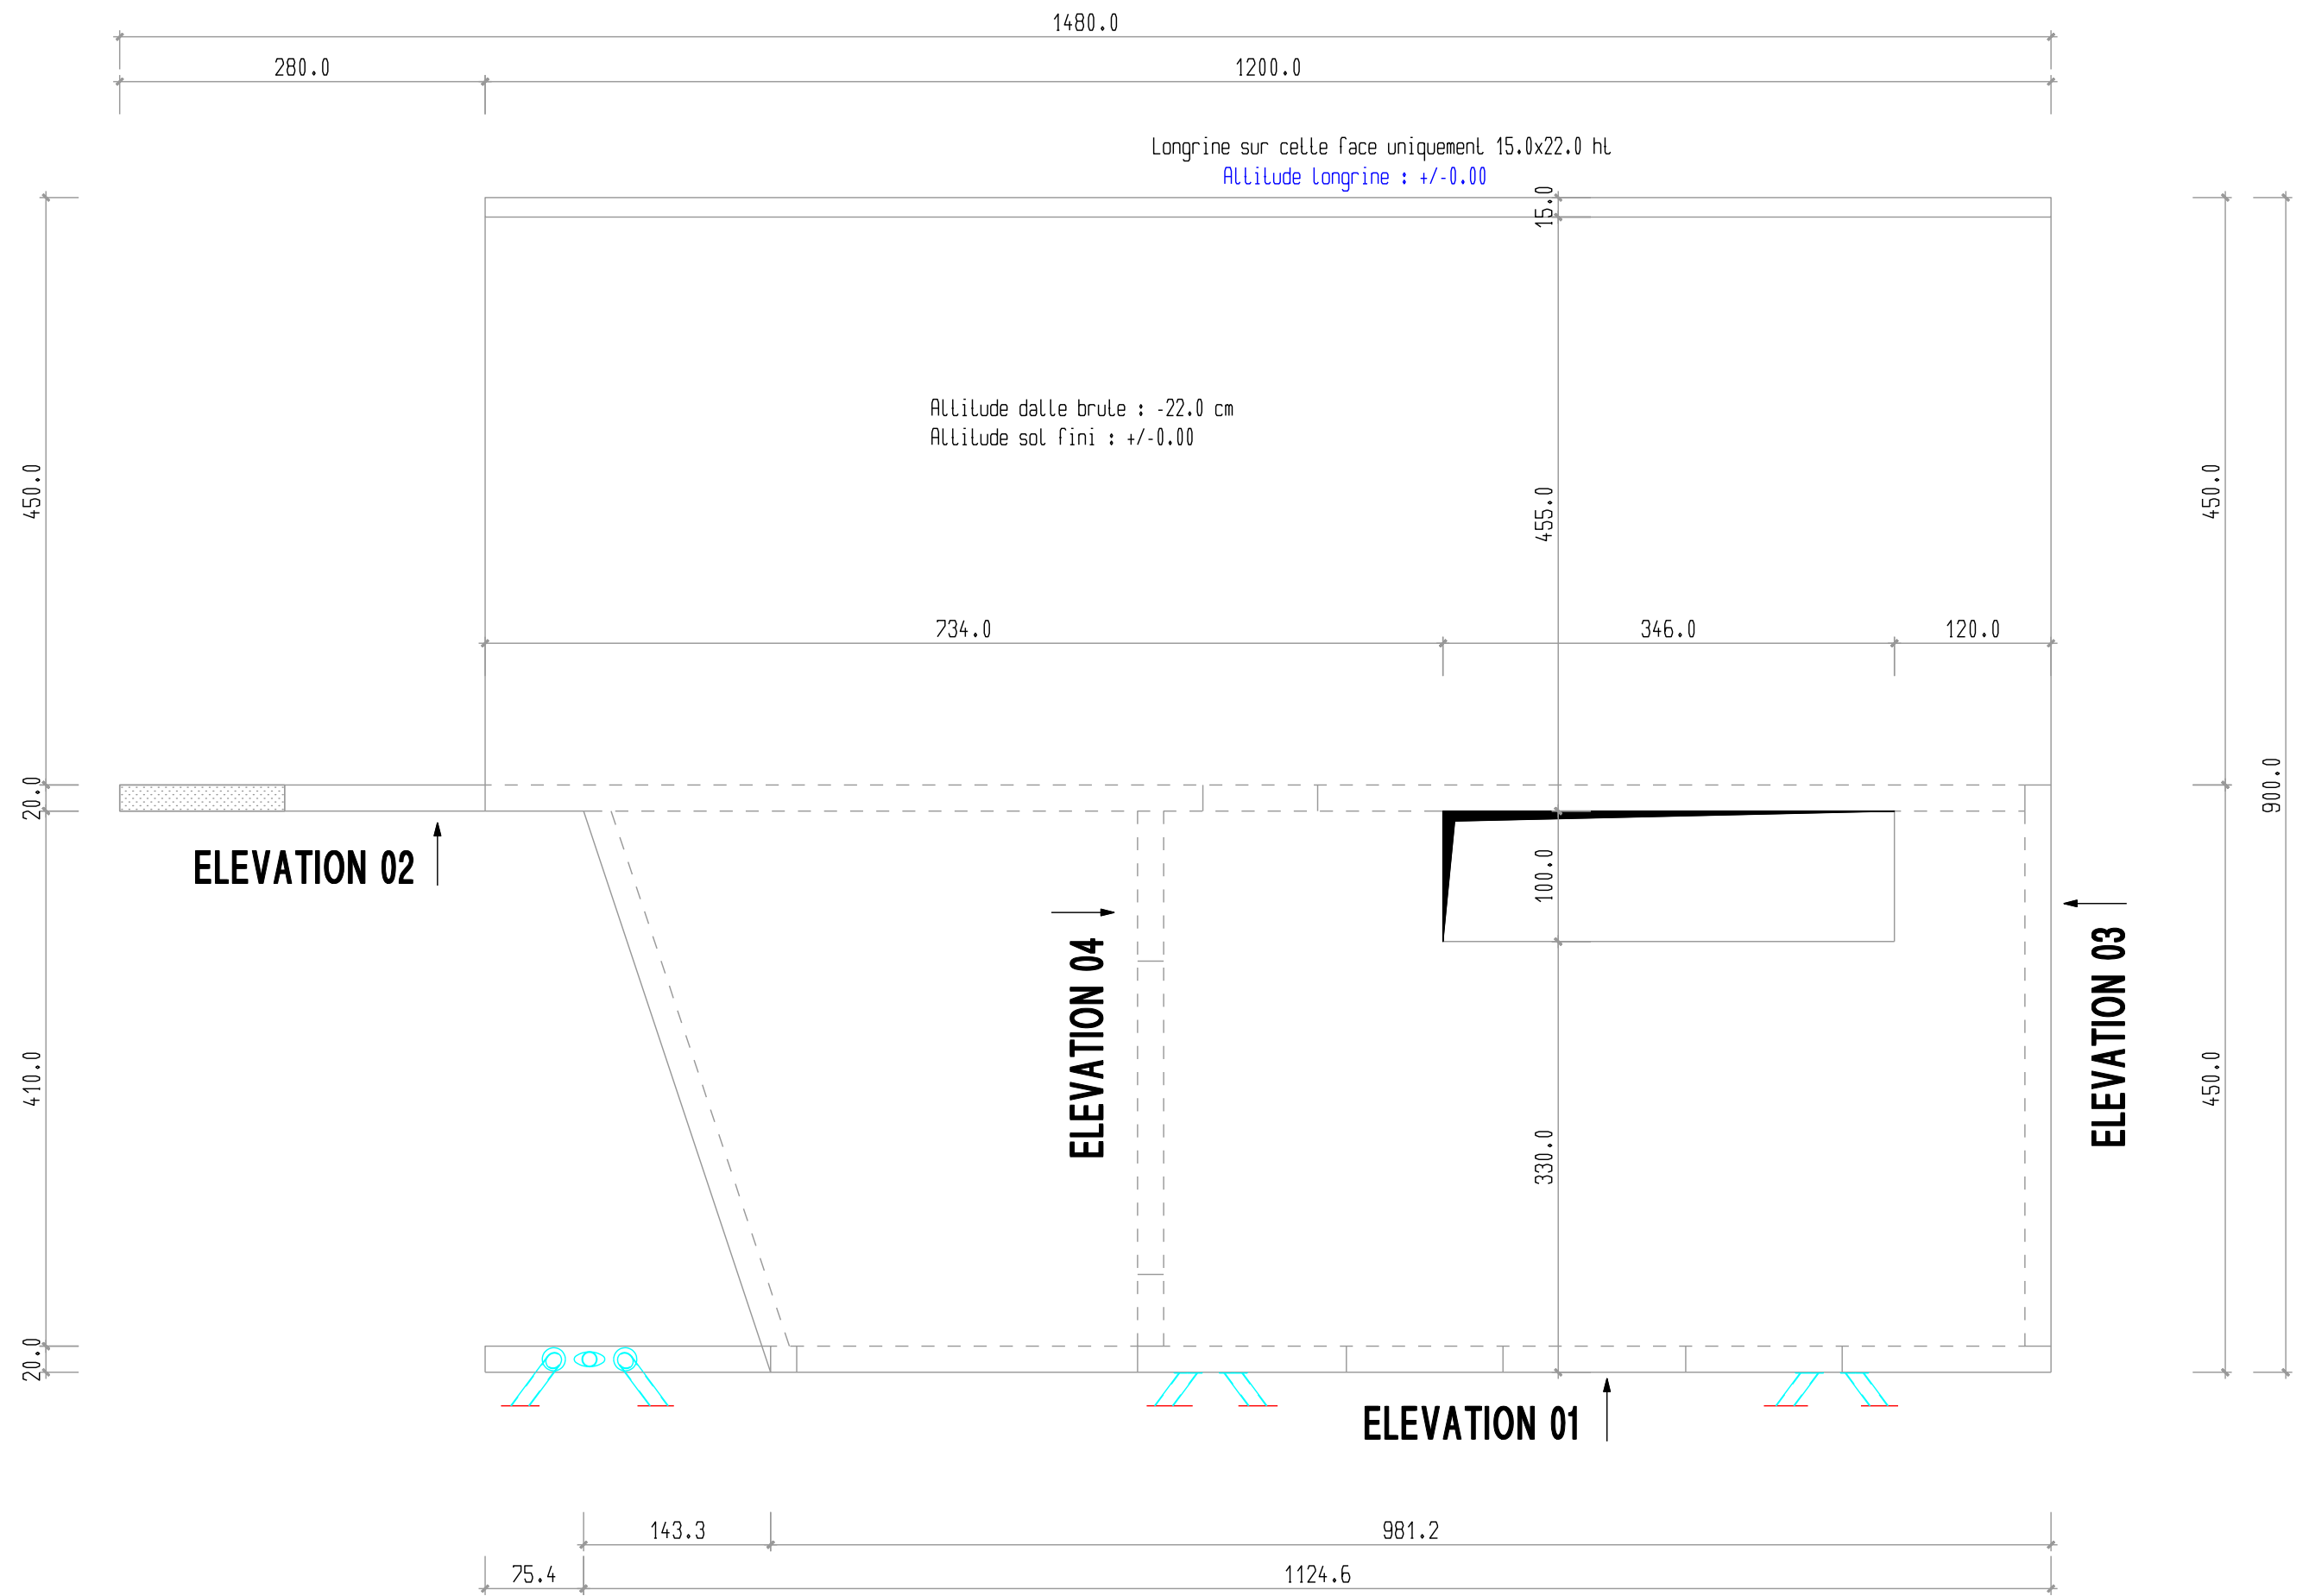 1480.0
280.0
1200.0
Longrine sur cette face uniquement 15.0x22.0 ht
Altitude longrine : +/-0.00
15.0
Altitude dalle brute : -22.0 cm
Altitude sol fini : +/-0.00
450.0
455.0
450.0
734.0
346.0
120.0
20.0
900.0
ELEVATION 02
100.0
ELEVATION 04
ELEVATION 03
410.0
330.0
450.0
20.0
ELEVATION 01
143.3
981.2
75.4
1124.6